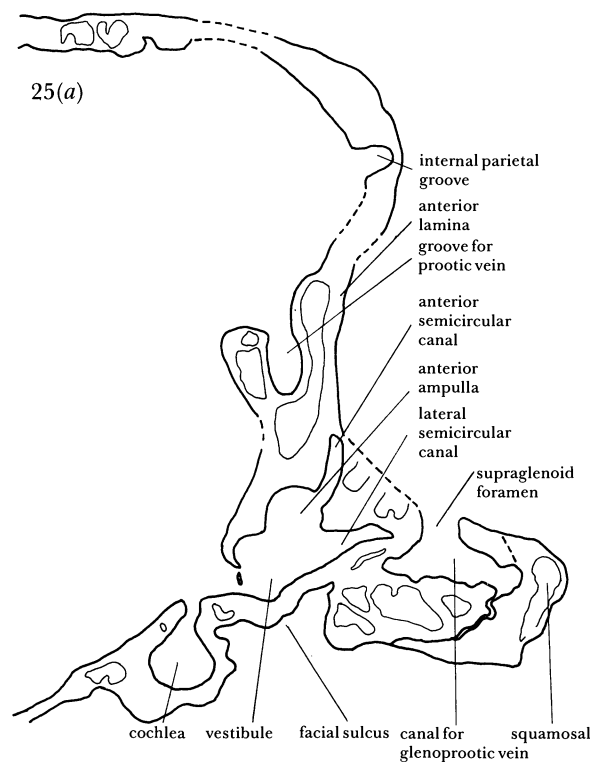 25(a)
internal parietal
groove
anterior
lamina
groove for
prootic vein
anterior
semicircular
canal
anterior
ampulla
lateral
semicircular
canal
supraglenoid
foramen
cochlea
vestibule
facial sulcus
canal for
glenoprootic vein
squamosal